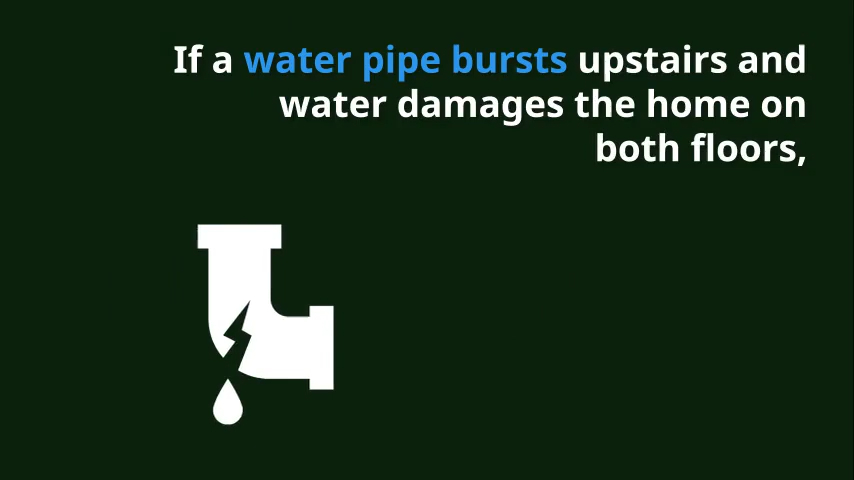 If a water pipe bursts upstairs and
water damages the home on
both floors,